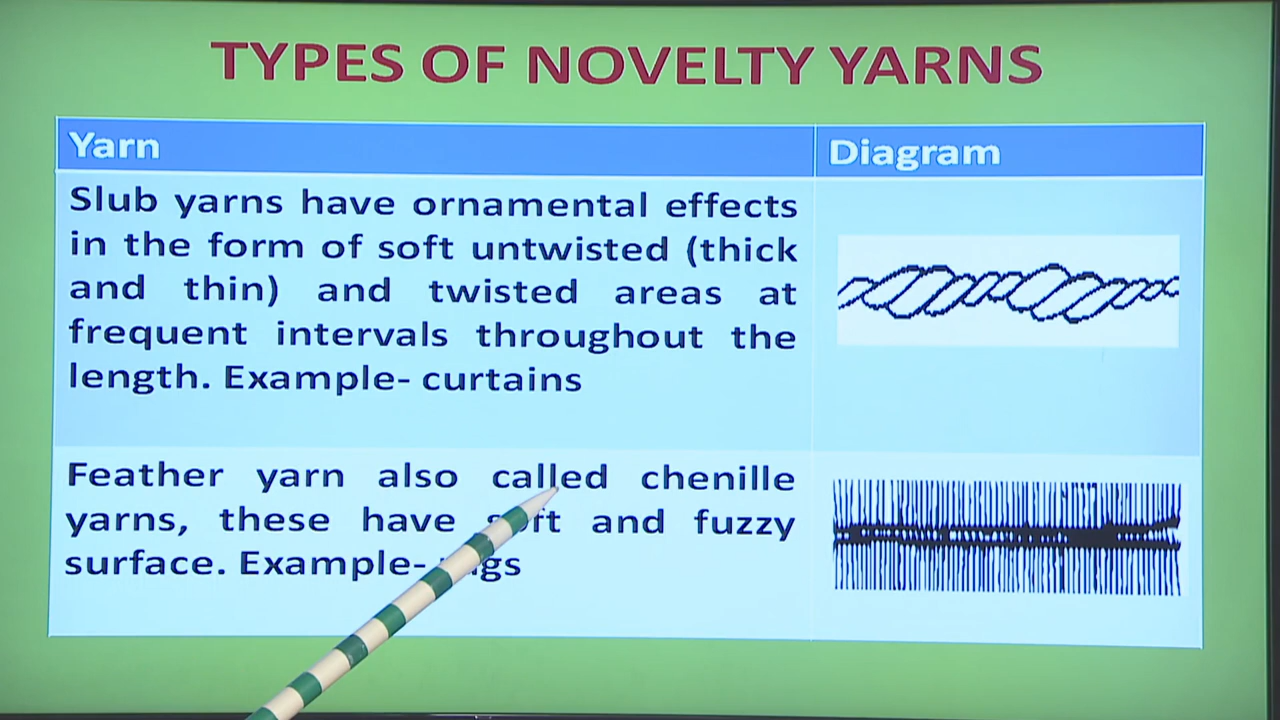 TYPES OF NOVELTY YARNS
Yarn
Diagram
Slub yarns have ornamental effects
in the form of soft untwisted (thick
and thin) and twisted areas at
frequent intervals throughout the
length. Example- curtains
Feather yarn also called chenille
yarns, these have soft and fuzzy
surface. Example-